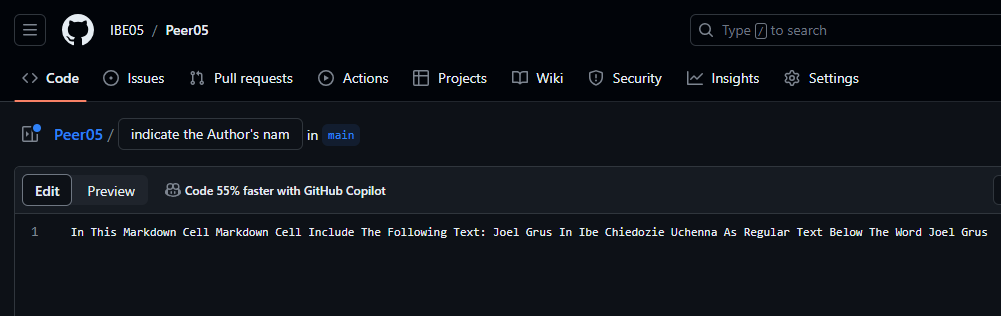 IBE05 / Peer05
Type / to search
Code Issues Pull requests Actions Projects Wiki Security Insights Settings
Peer05 / indicate the Author's nam in main
Edit Preview Code 55% faster with GitHub Copilot
1 In This Markdown Cell Markdown Cell Include The Following Text: Joel Grus In Ibe Chiedozie Uchenna As Regular Text Below The Word Joel Grus